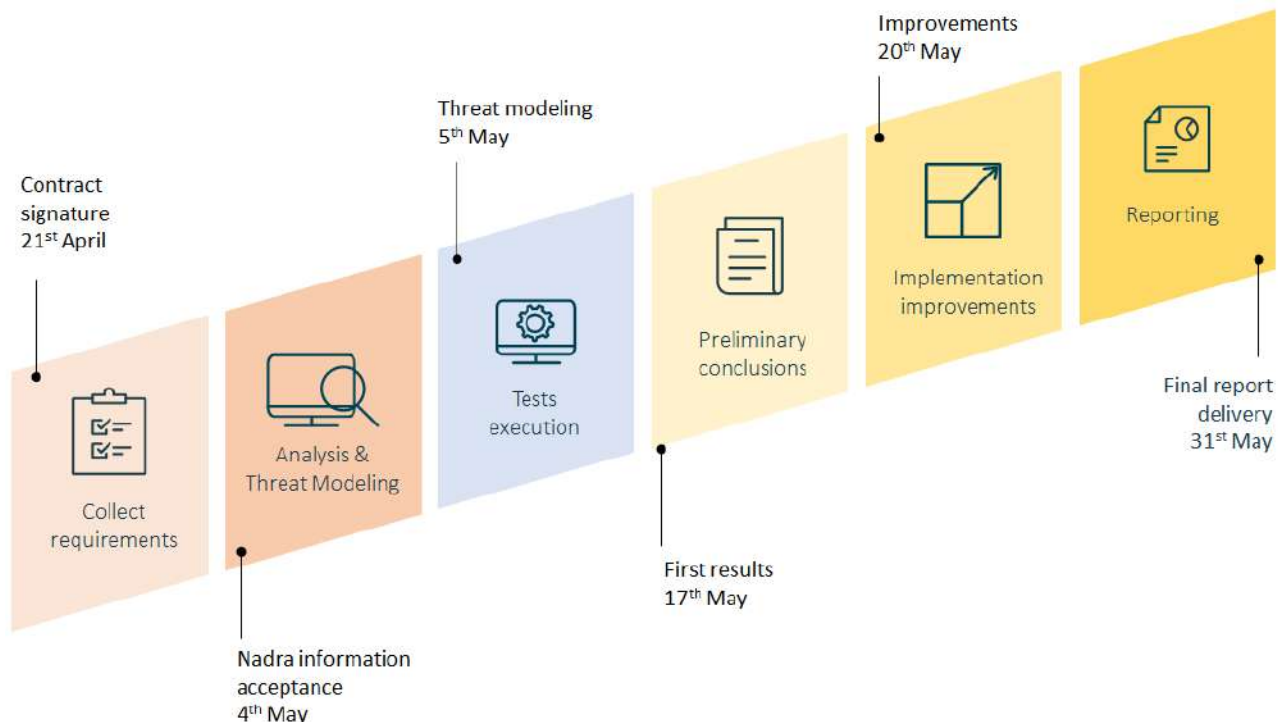 Contract
signature
21st April
Collect
requirements
Nadra information
acceptance
4th May
Analysis &
Threat Modeling
Threat modeling
5th May
Tests
execution
First results
17th May
Preliminary
conclusions
Improvements
20th May
Implementation
improvements
Reporting
Final report
delivery
31st May